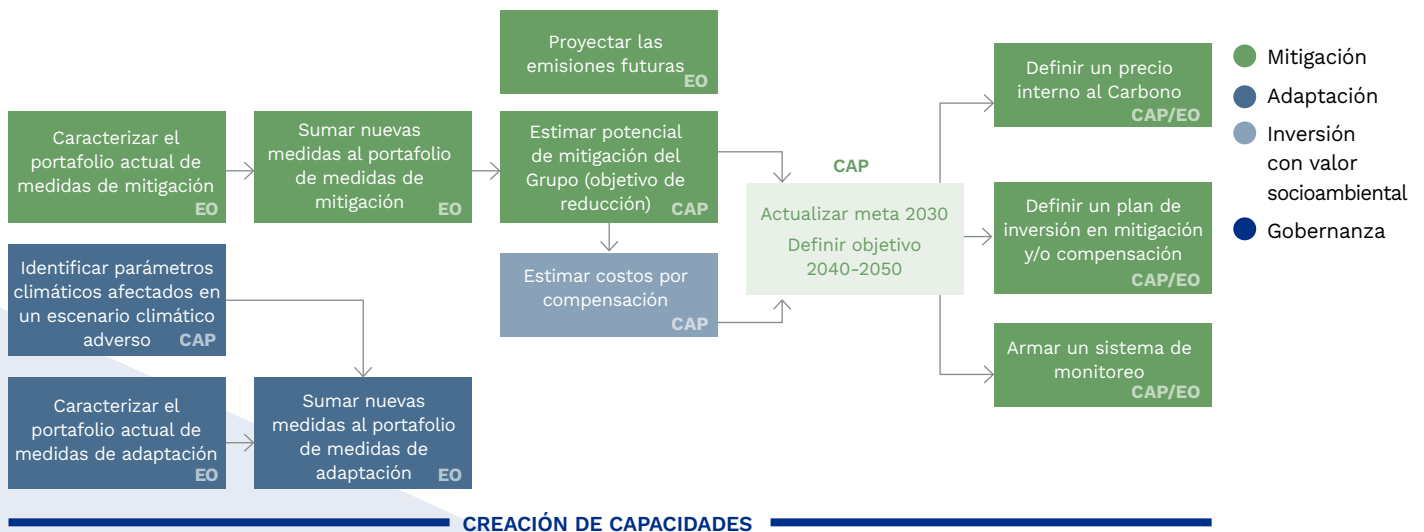 Proyectar las
emisiones futuras
EO
Caracterizar el
portafolio actual de
medidas de mitigación
EO
Sumar nuevas
medidas al portafolio
de medidas de
mitigación
EO
Estimar potencial
de mitigación del
Grupo (objetivo de
reducción)
CAP
Identificar parámetros
climáticos afectados en
un escenario climático
adverso
CAP
Estimar costos por
compensación
CAP
Caracterizar el
portafolio actual de
medidas de adaptación
EO
Sumar nuevas
medidas al portafolio
de medidas de
adaptación
EO
CAP
Actualizar meta 2030
Definir objetivo
2040-2050
Definir un precio
interno al Carbono
CAP/EO
Definir un plan de
inversión en mitigación
y/o compensación
CAP/EO
Armar un sistema de
monitoreo
CAP/EO
Mitigación
Adaptación
Inversión
con valor
socioambiental
Gobernanza
CREACIÓN DE CAPACIDADES